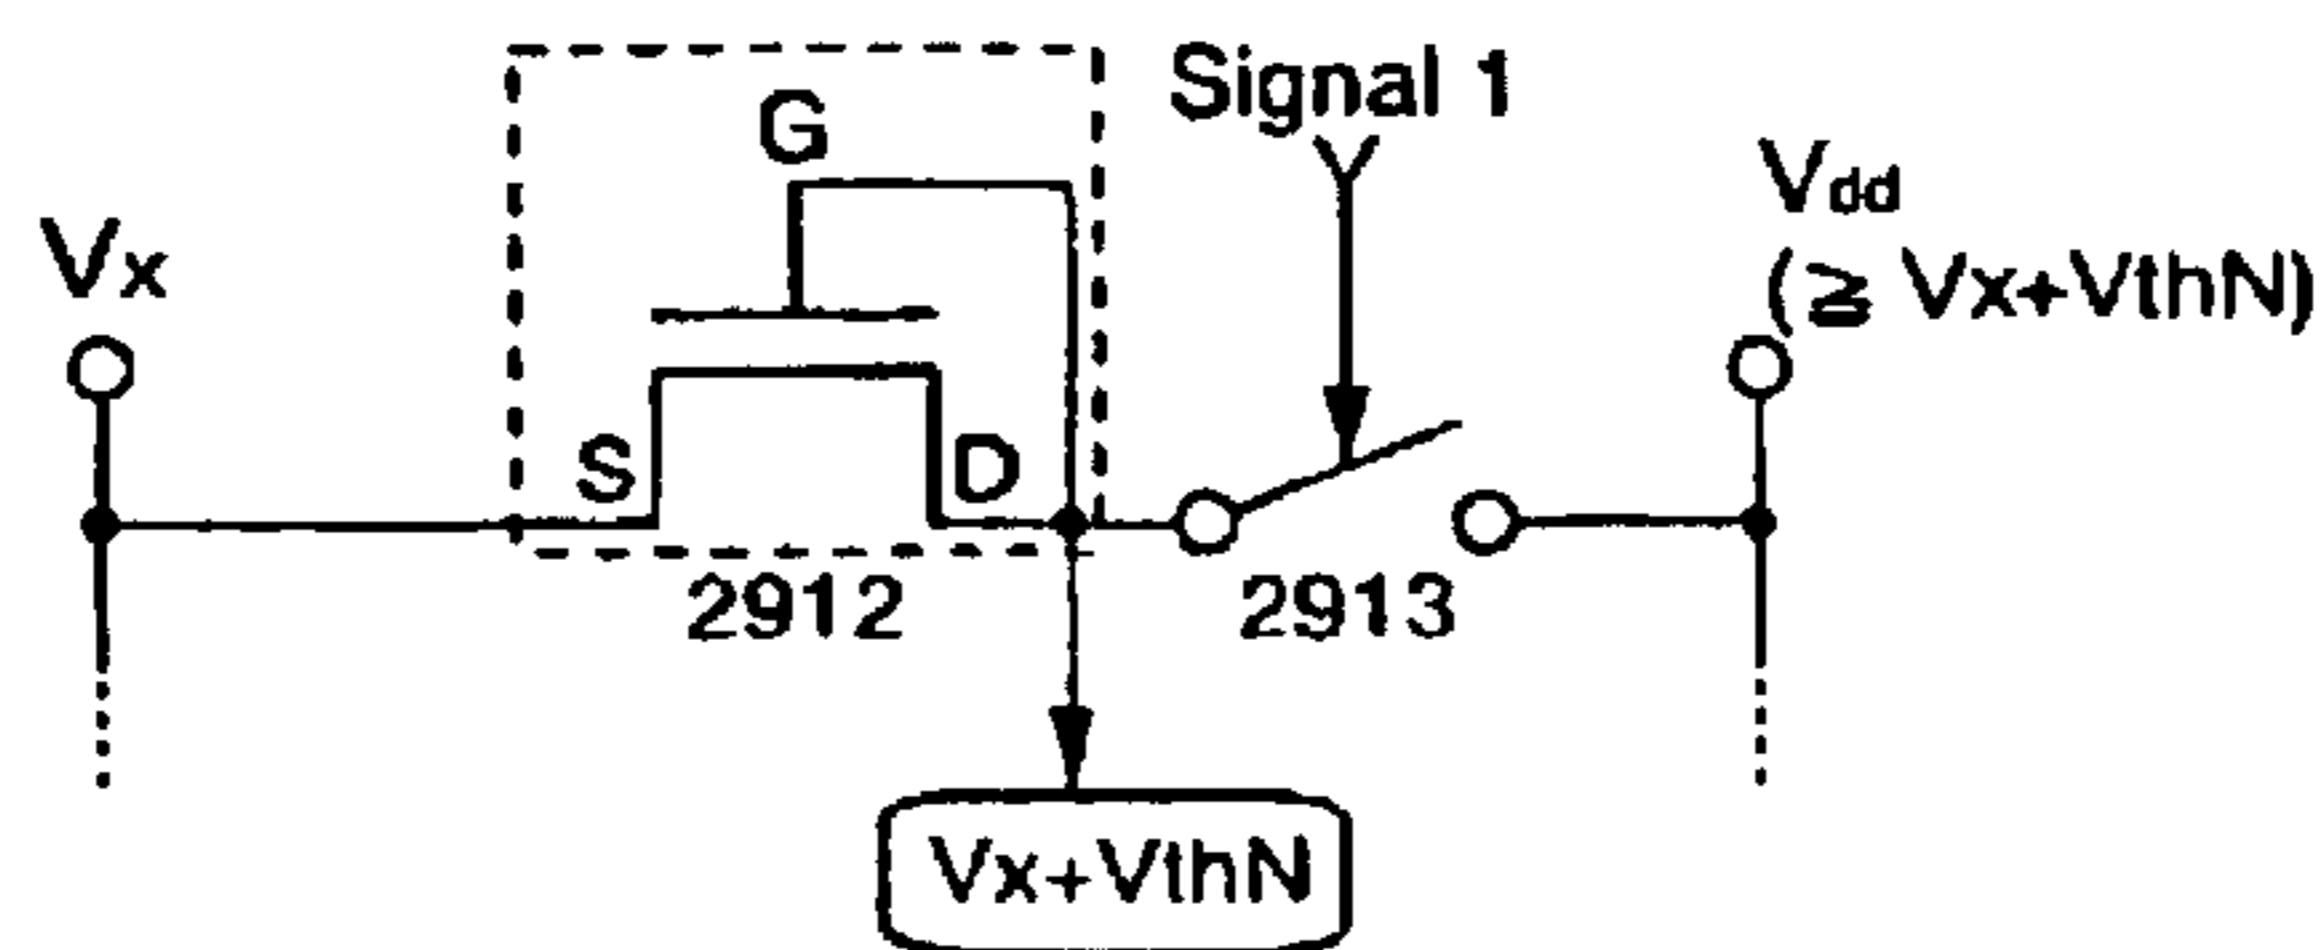 G
Signal 1
Vx
Vdd
(≧ Vx+VthN)
S
D
2912
2913
Vx+VthN